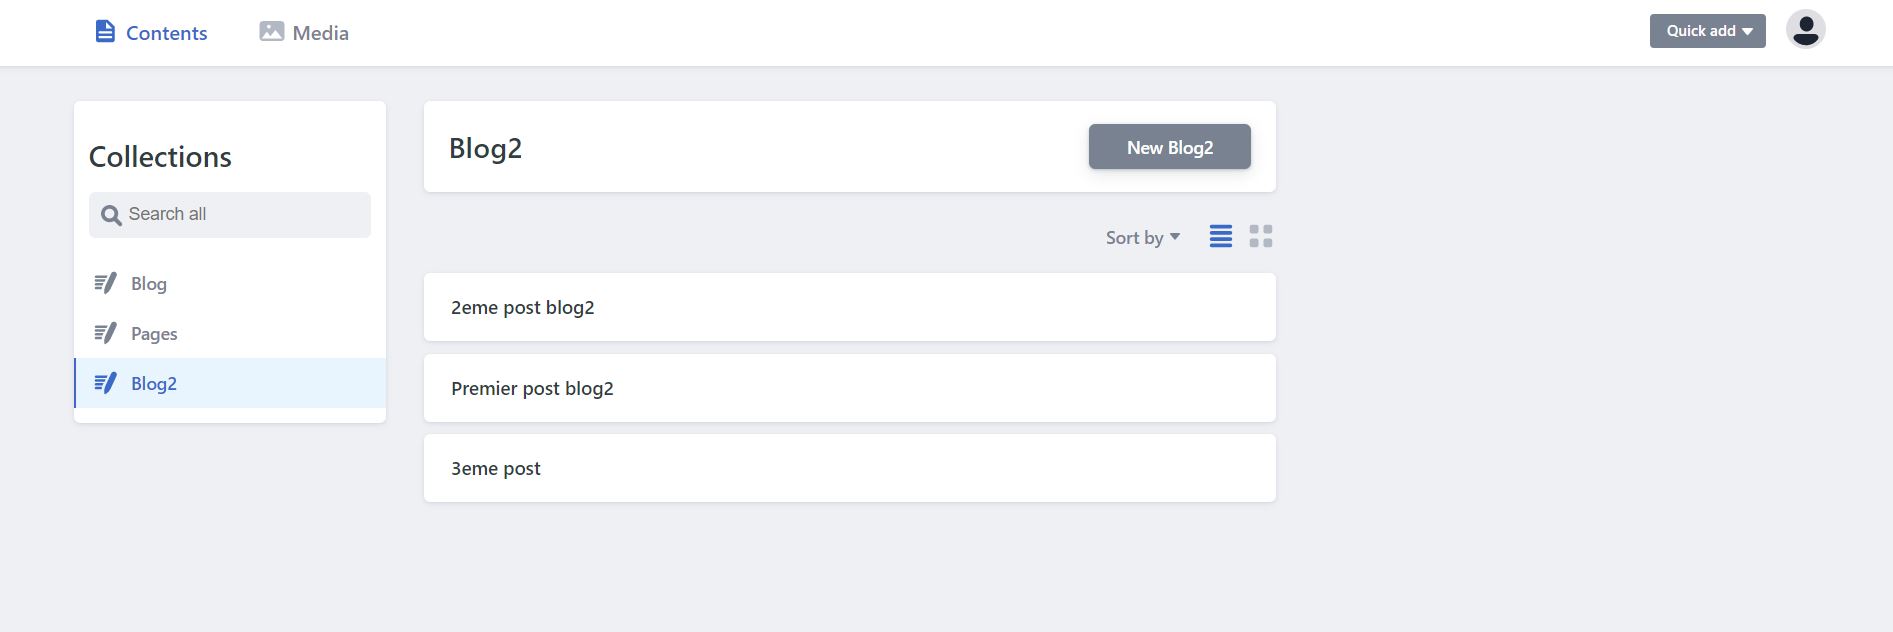 Contents
Media
Quick add
Collections
Search all
Blog
Pages
Blog2
Blog2
New Blog2
Sort by
2eme post blog2
Premier post blog2
3eme post